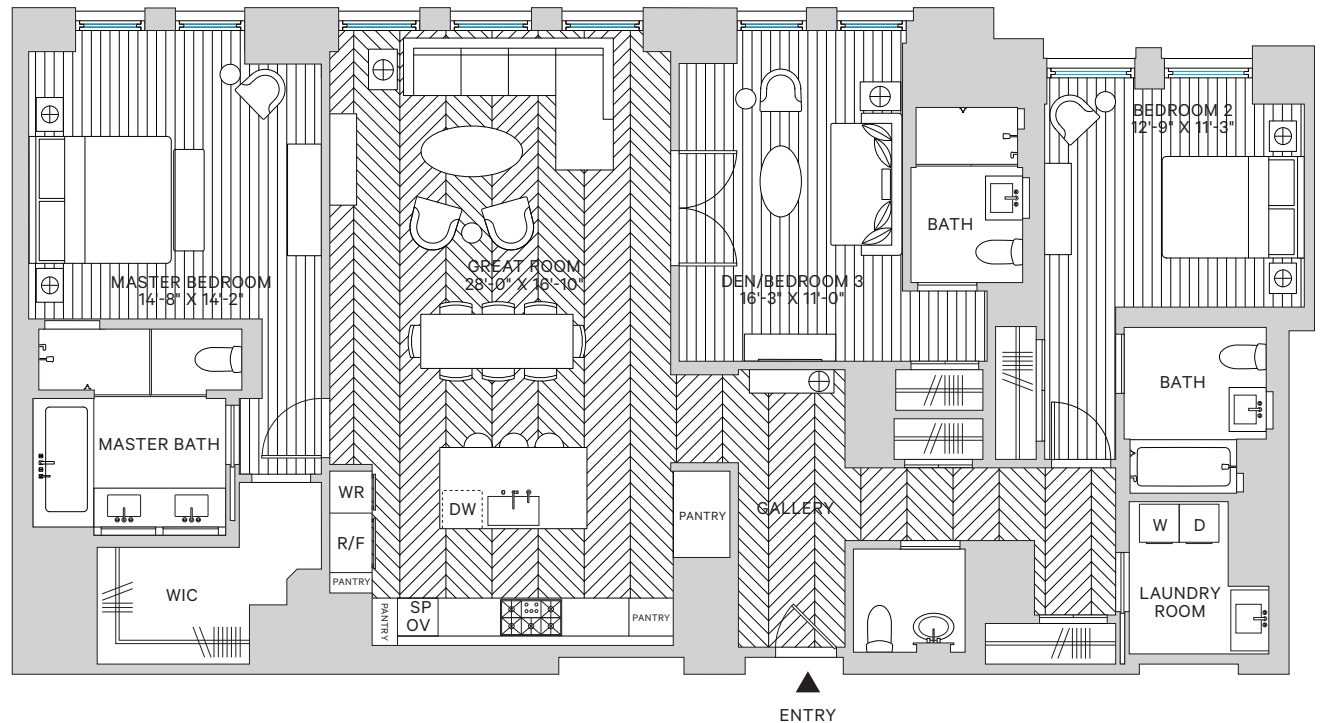 BEDROOM 2
12'-9" X 11'-3"
BATH
GREAT ROOM
28'-0" X 16'-10"
MASTER BEDROOM
14'-8" X 14'-2"
DEN/BEDROOM 3
16'-3" X 11'-0"
BATH
MASTER BATH
WR
DW
PANTRY
GALLERY
W
D
R/F
PANTRY
WIC
LAUNDRY
ROOM
PANTRY
SP
OV
PANTRY
ENTRY